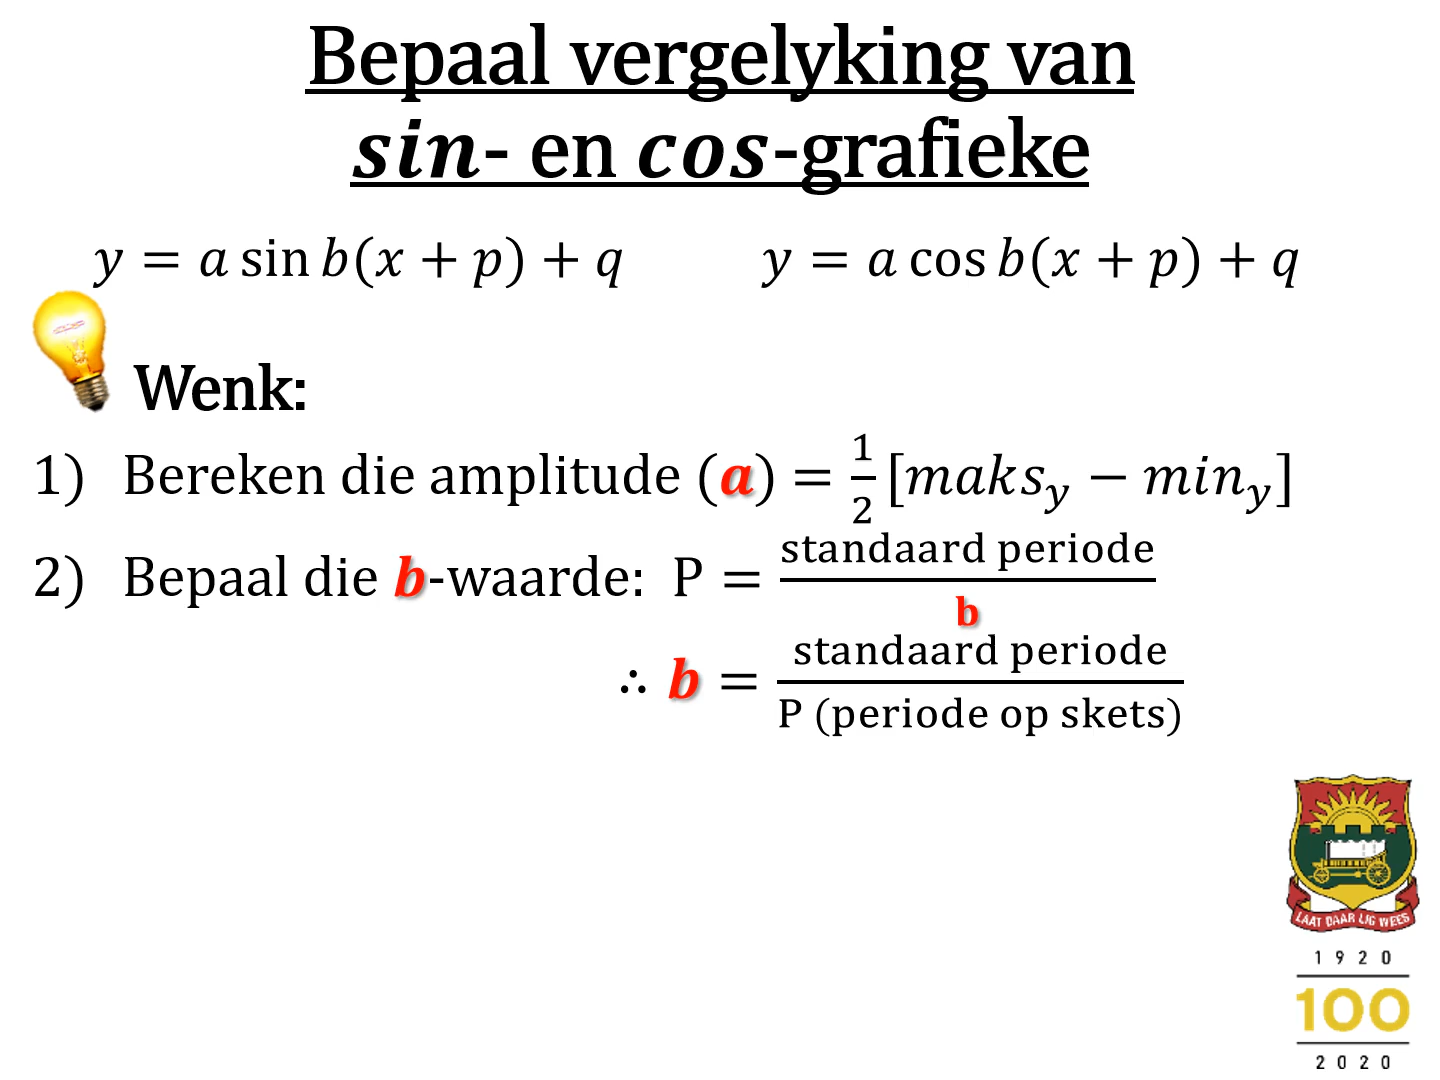 Bepaal vergelyking van
sin- en cos-grafieke
y = a sin b(x + p) + q    y = a cos b(x + p) + q
Wenk:
1) Bereken die amplitude (a) = 1/2 [maks_y − min_y]
2) Bepaal die b-waarde: P = standaard periode / b
∴ b = standaard periode / P (periode op skets)
LAAT DAAR LIG WEES
1920
100
2020